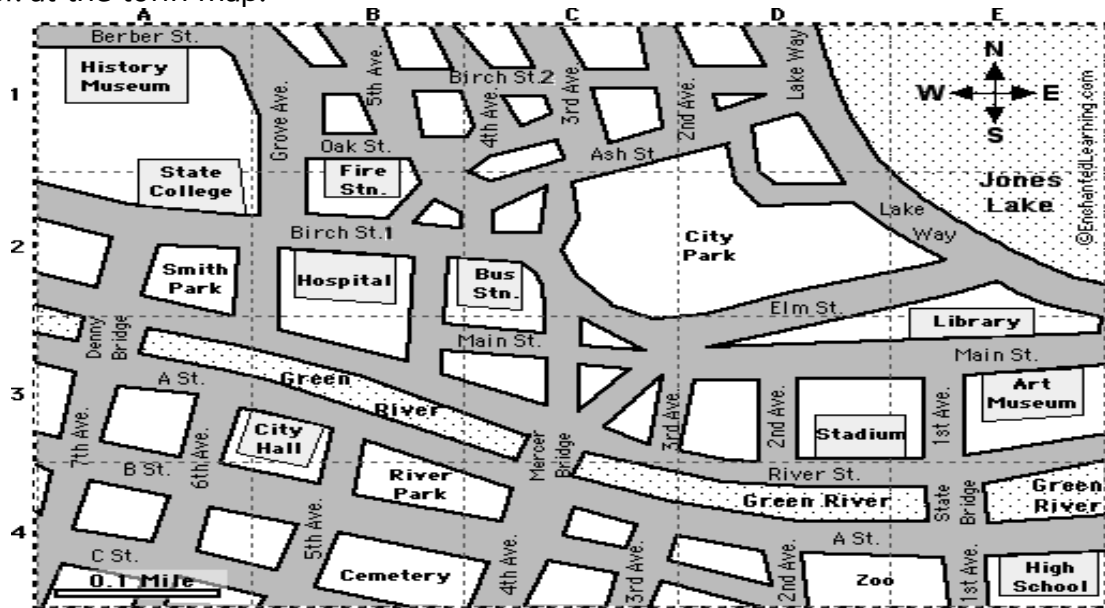 at the town map.
A B C D E
Berber St.
History
Museum
Birch St.2
Lake Way
N
W E
S
1
Grove Ave.
5th Ave.
4th Ave.
3rd Ave.
2nd Ave.
©EnchantedLearning.com
Oak St.
Ash St.
State
College
Fire
Stn.
Jones
Lake
Lake
Way
2
Birch St.1
City
Park
Smith
Park
Hospital
Bus
Stn.
Elm St.
Library
Denny
Bridge
Main St.
Main St.
3
A St.
Green
River
Art
Museum
7th Ave.
6th Ave.
City
Hall
Mercer
Bridge
3rd Ave.
2nd Ave.
Stadium
1st Ave.
B St.
River
Park
River St.
Green River
State
Bridge
Green
River
4
5th Ave.
A St.
C St.
0.1 Mile
Cemetery
4th Ave.
3rd Ave.
2nd Ave.
Zoo
1st Ave.
High
School